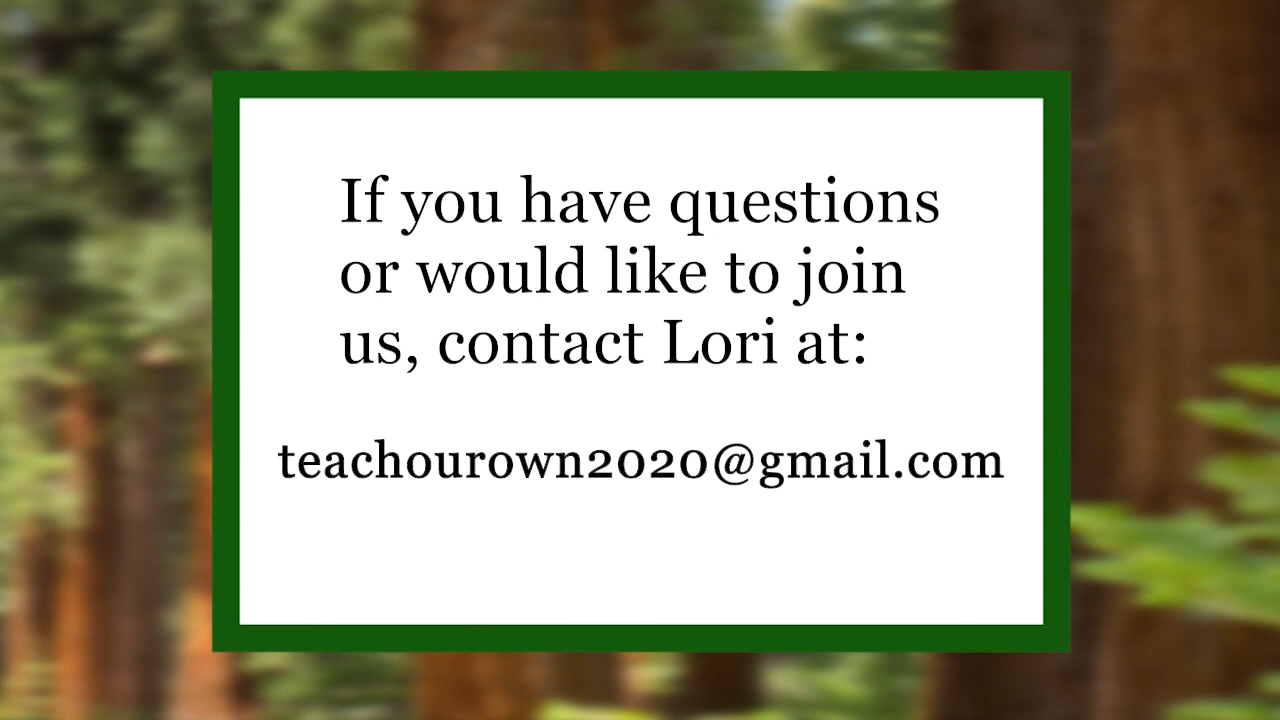 If you have questions
or would like to join
us, contact Lori at:
teachourown2020@gmail.com